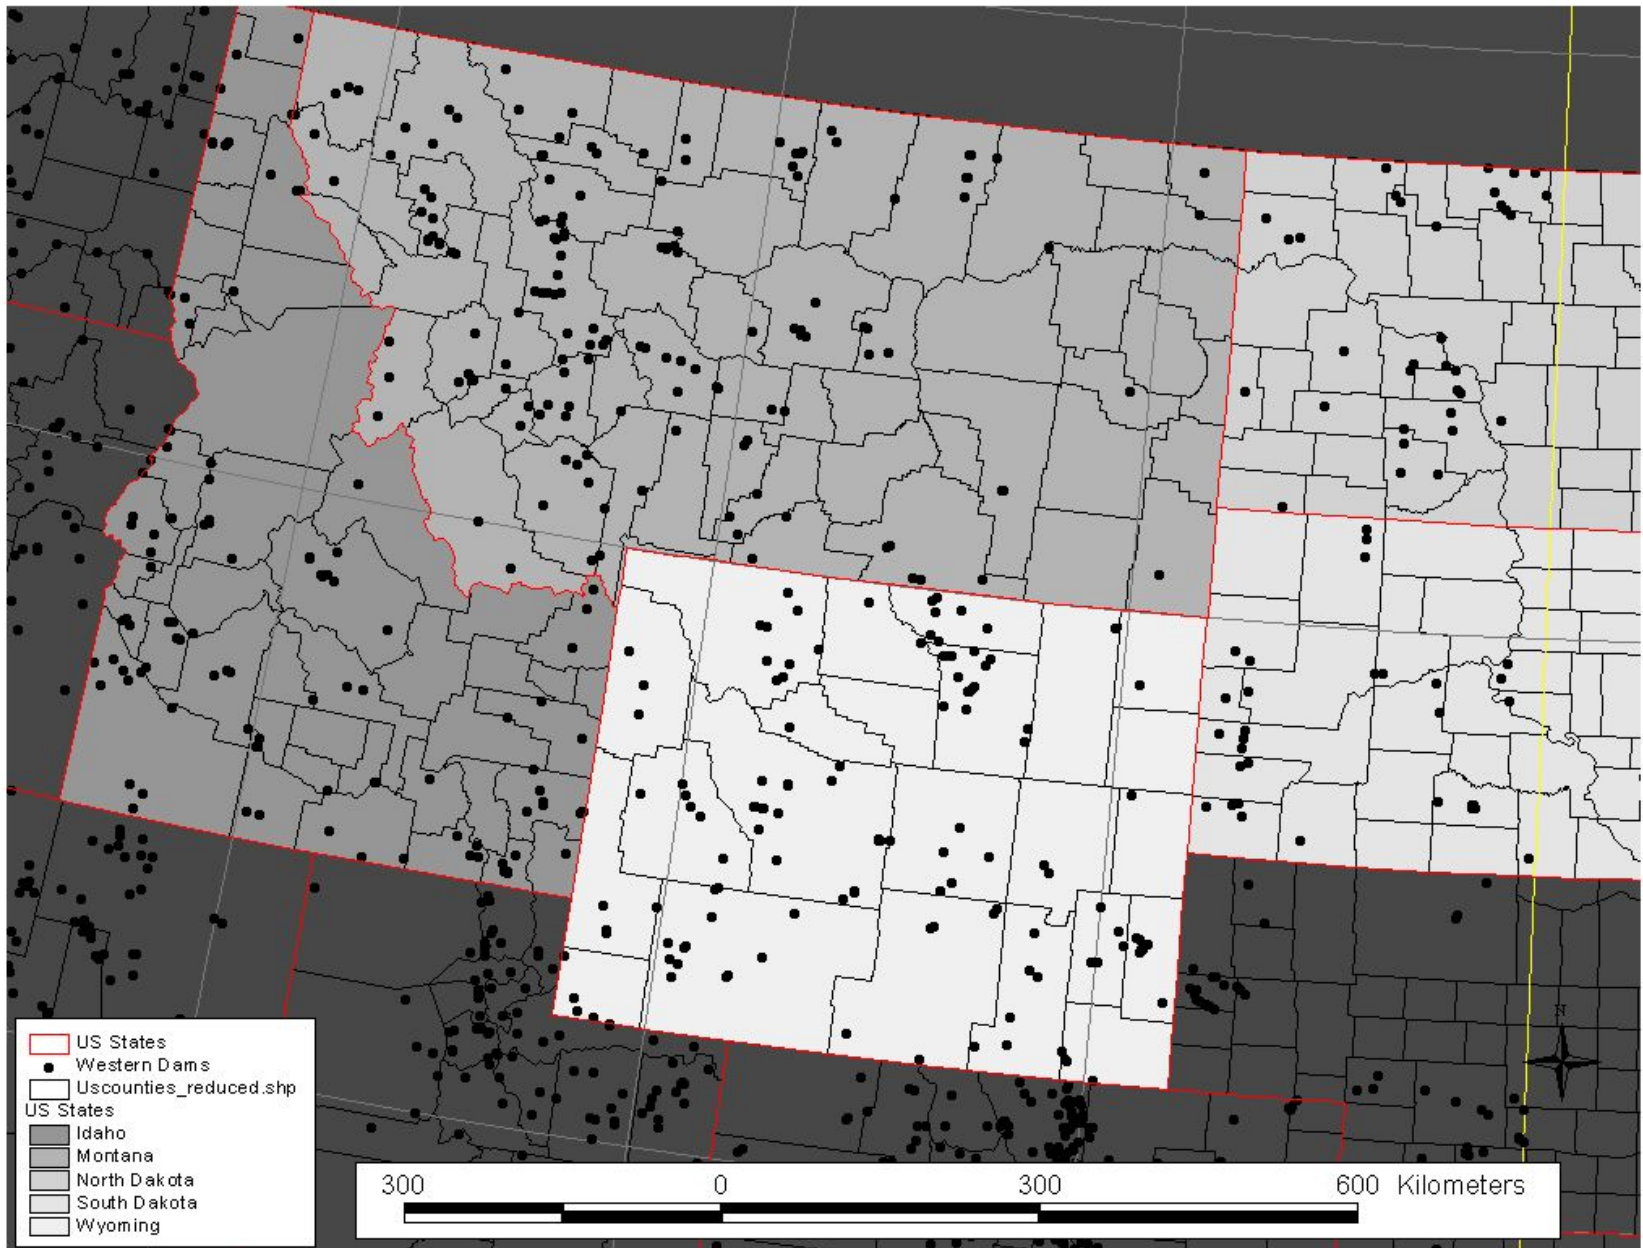 N
US States
Western Dams
Uscounties_reduced.shp
US States
Idaho
Montana
North Dakota
South Dakota
Wyoming
300 0 300 600 Kilometers